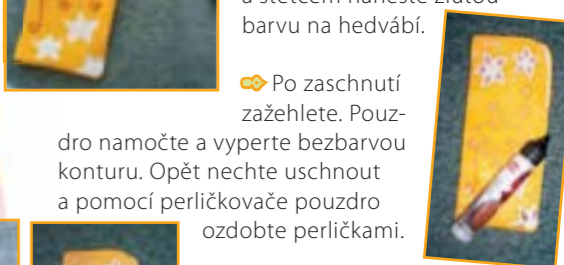 a štětcem naneste žlutou
barvu na hedvábí.
Po zaschnutí
zažehlete. Pouz-
dro namočte a vyperte bezbarvou
konturu. Opět nechte uschnout
a pomocí perličkovače pouzdro
ozdobte perličkami.